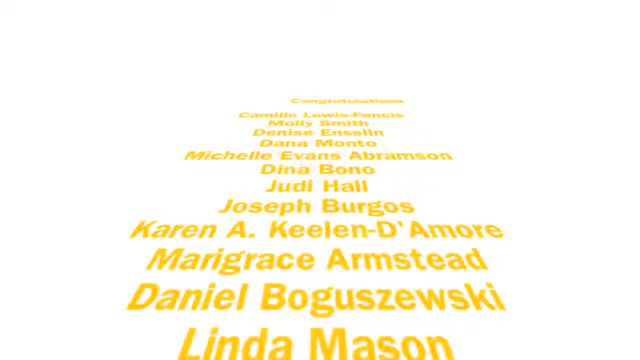 Congratulations
Camille Lewis-Fancis
Molly Smith
Denise Ensslin
Dana Monto
Michelle Evans Abramson
Dina Bono
Judi Hall
Joseph Burgos
Karen A. Keelen-D'Amore
Marigrace Armstead
Daniel Boguszewski
Linda Mason